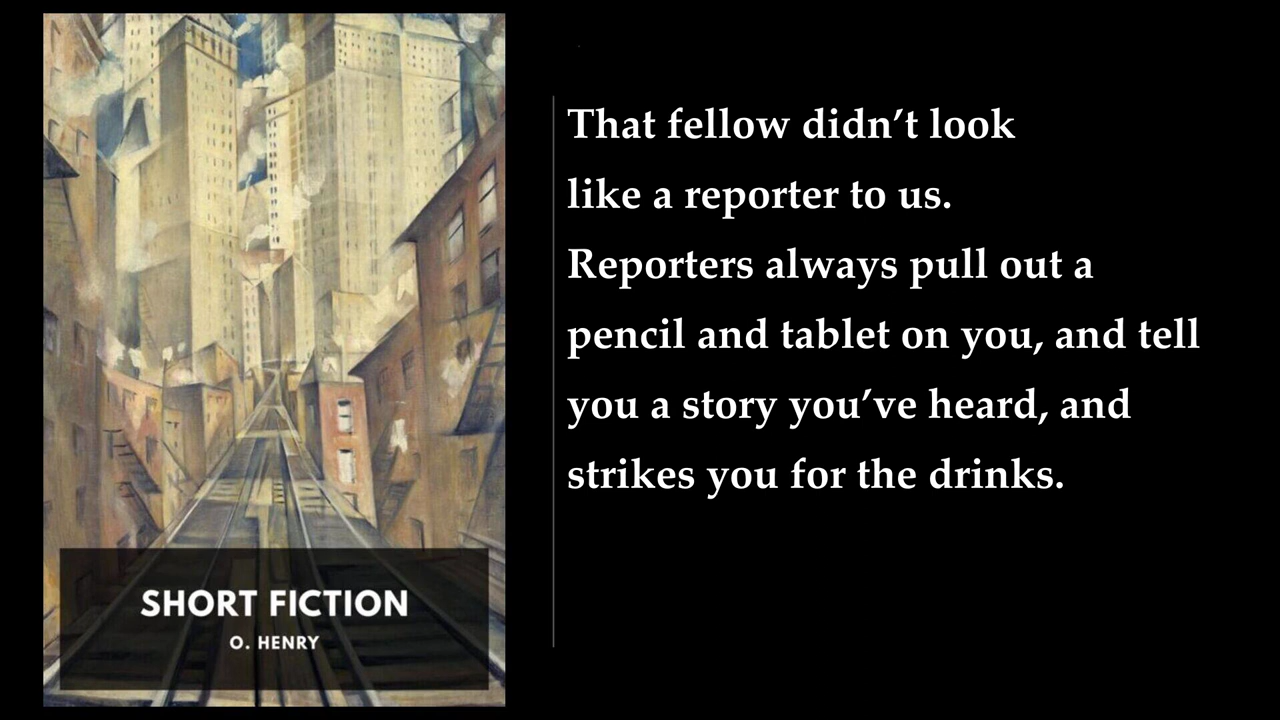 SHORT FICTION
O. HENRY
That fellow didn’t look
like a reporter to us.
Reporters always pull out a
pencil and tablet on you, and tell
you a story you’ve heard, and
strikes you for the drinks.